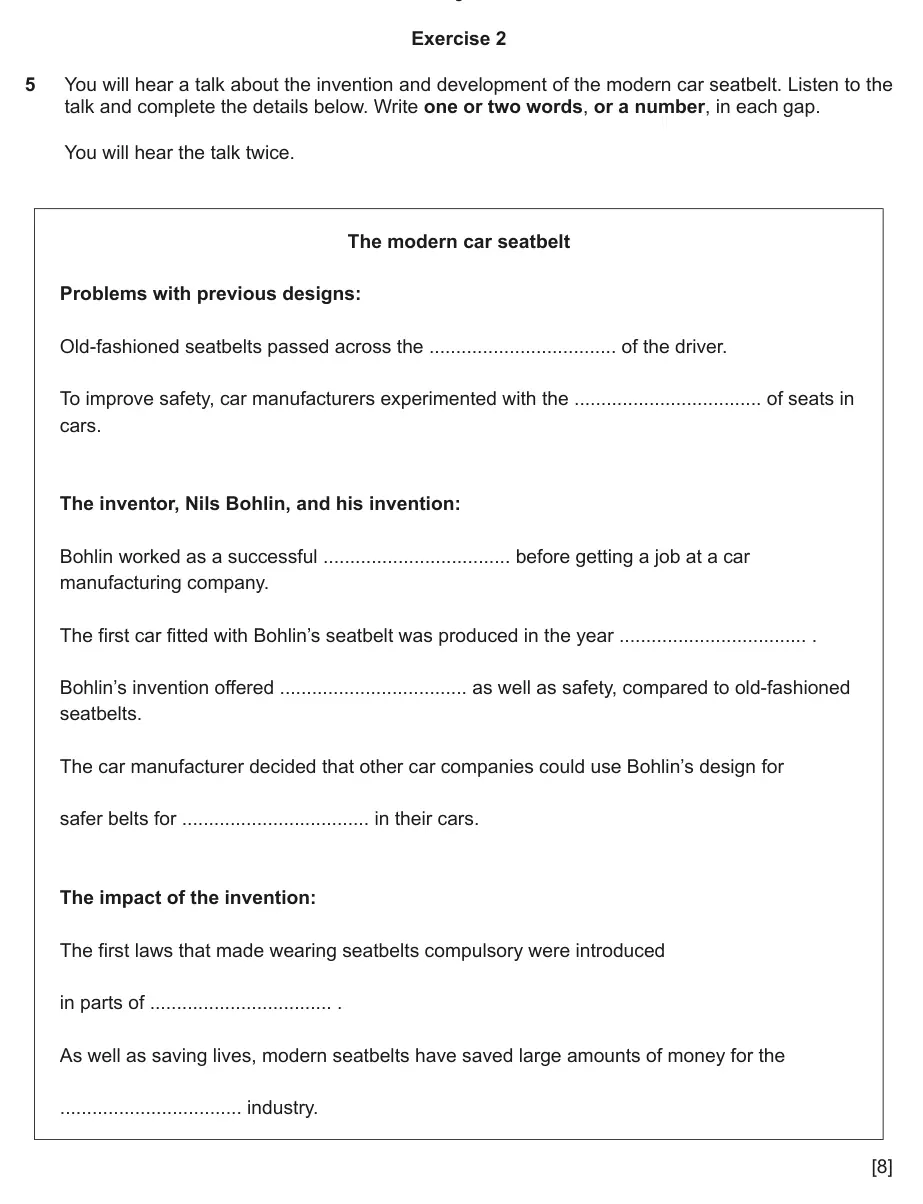 Exercise 2
5 You will hear a talk about the invention and development of the modern car seatbelt. Listen to the
talk and complete the details below. Write one or two words, or a number, in each gap.
You will hear the talk twice.
The modern car seatbelt
Problems with previous designs:
Old-fashioned seatbelts passed across the ................................... of the driver.
To improve safety, car manufacturers experimented with the ................................... of seats in
cars.
The inventor, Nils Bohlin, and his invention:
Bohlin worked as a successful ................................... before getting a job at a car
manufacturing company.
The first car fitted with Bohlin’s seatbelt was produced in the year ................................... .
Bohlin’s invention offered ................................... as well as safety, compared to old-fashioned
seatbelts.
The car manufacturer decided that other car companies could use Bohlin’s design for
safer belts for ................................... in their cars.
The impact of the invention:
The first laws that made wearing seatbelts compulsory were introduced
in parts of .................................. .
As well as saving lives, modern seatbelts have saved large amounts of money for the
.................................. industry.
[8]